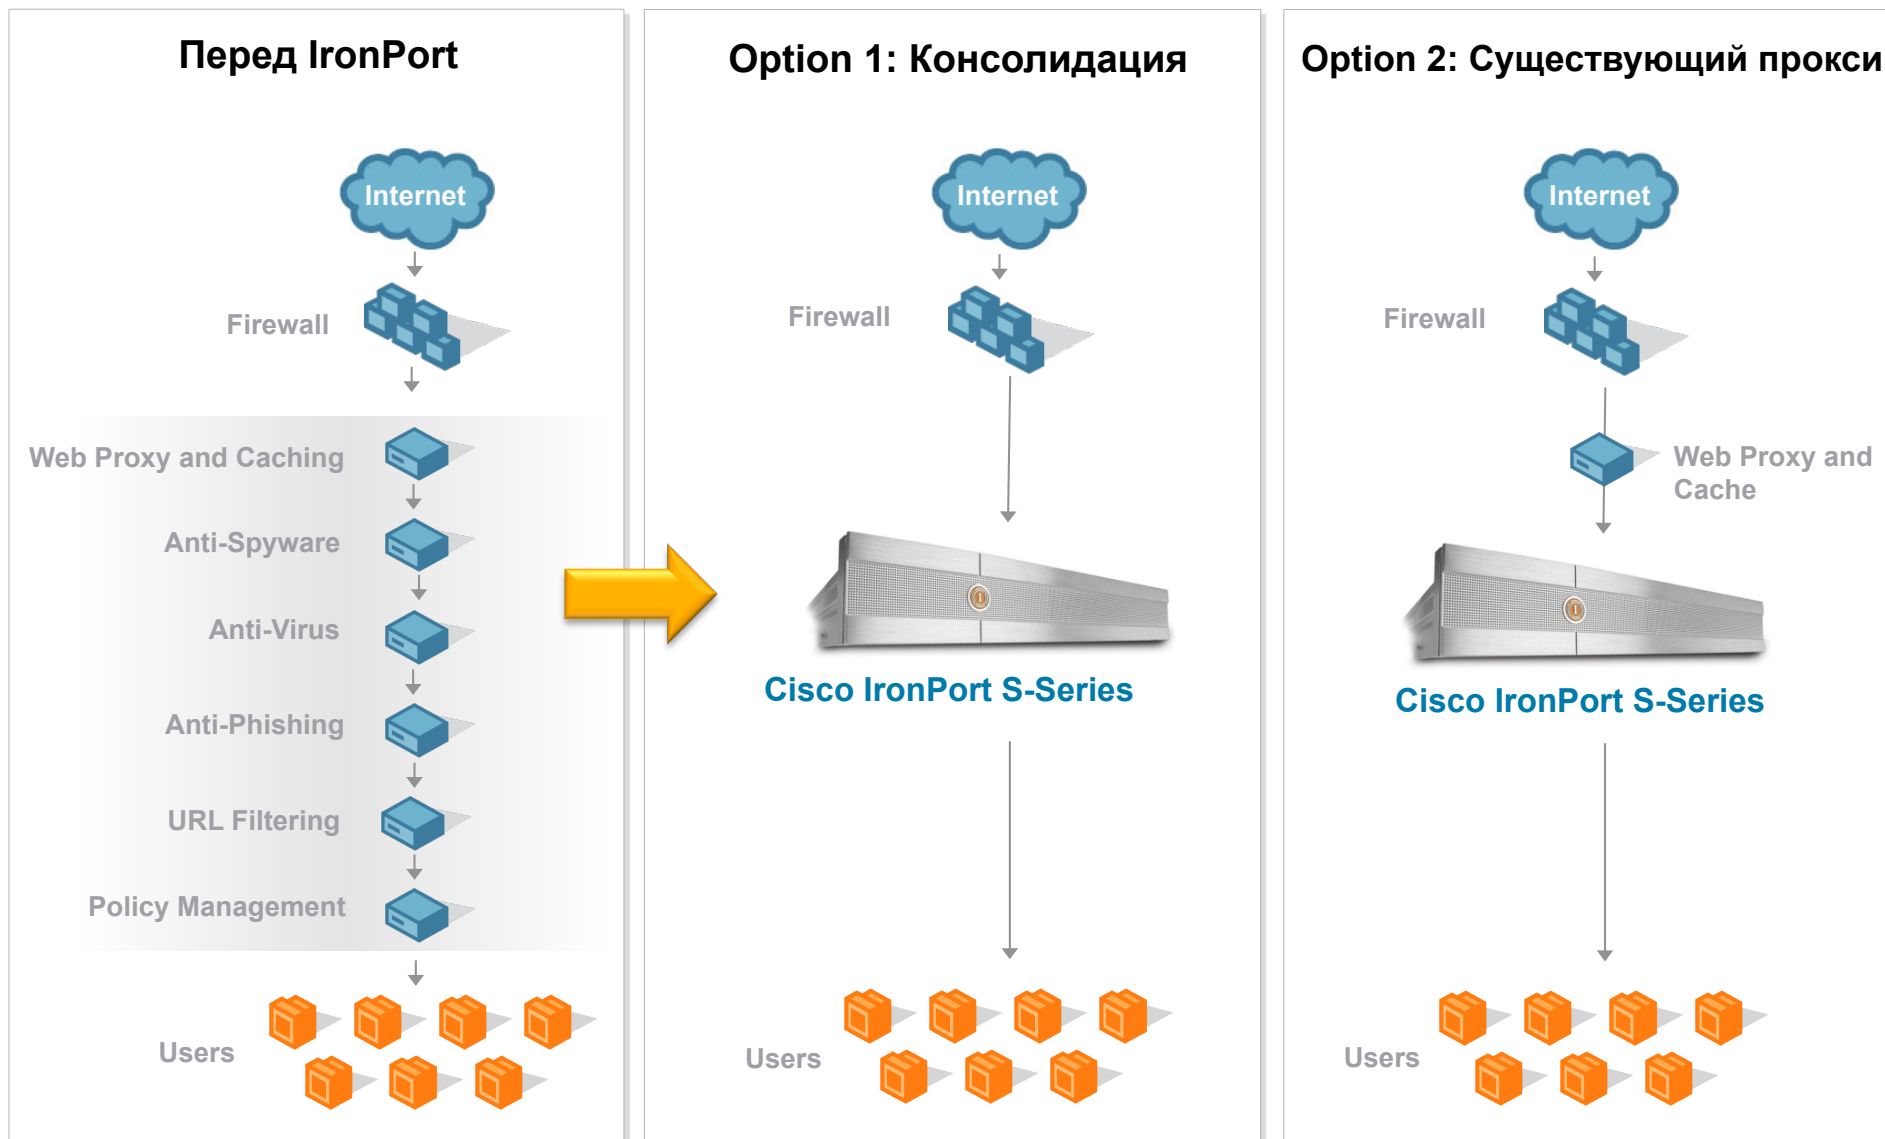 Перед IronPort
Internet
Firewall
Web Proxy and Caching
Anti-Spyware
Anti-Virus
Anti-Phishing
URL Filtering
Policy Management
Users
Option 1: Консолидация
Internet
Firewall
Cisco IronPort S-Series
Users
Option 2: Существующий прокси
Internet
Firewall
Web Proxy and
Cache
Cisco IronPort S-Series
Users